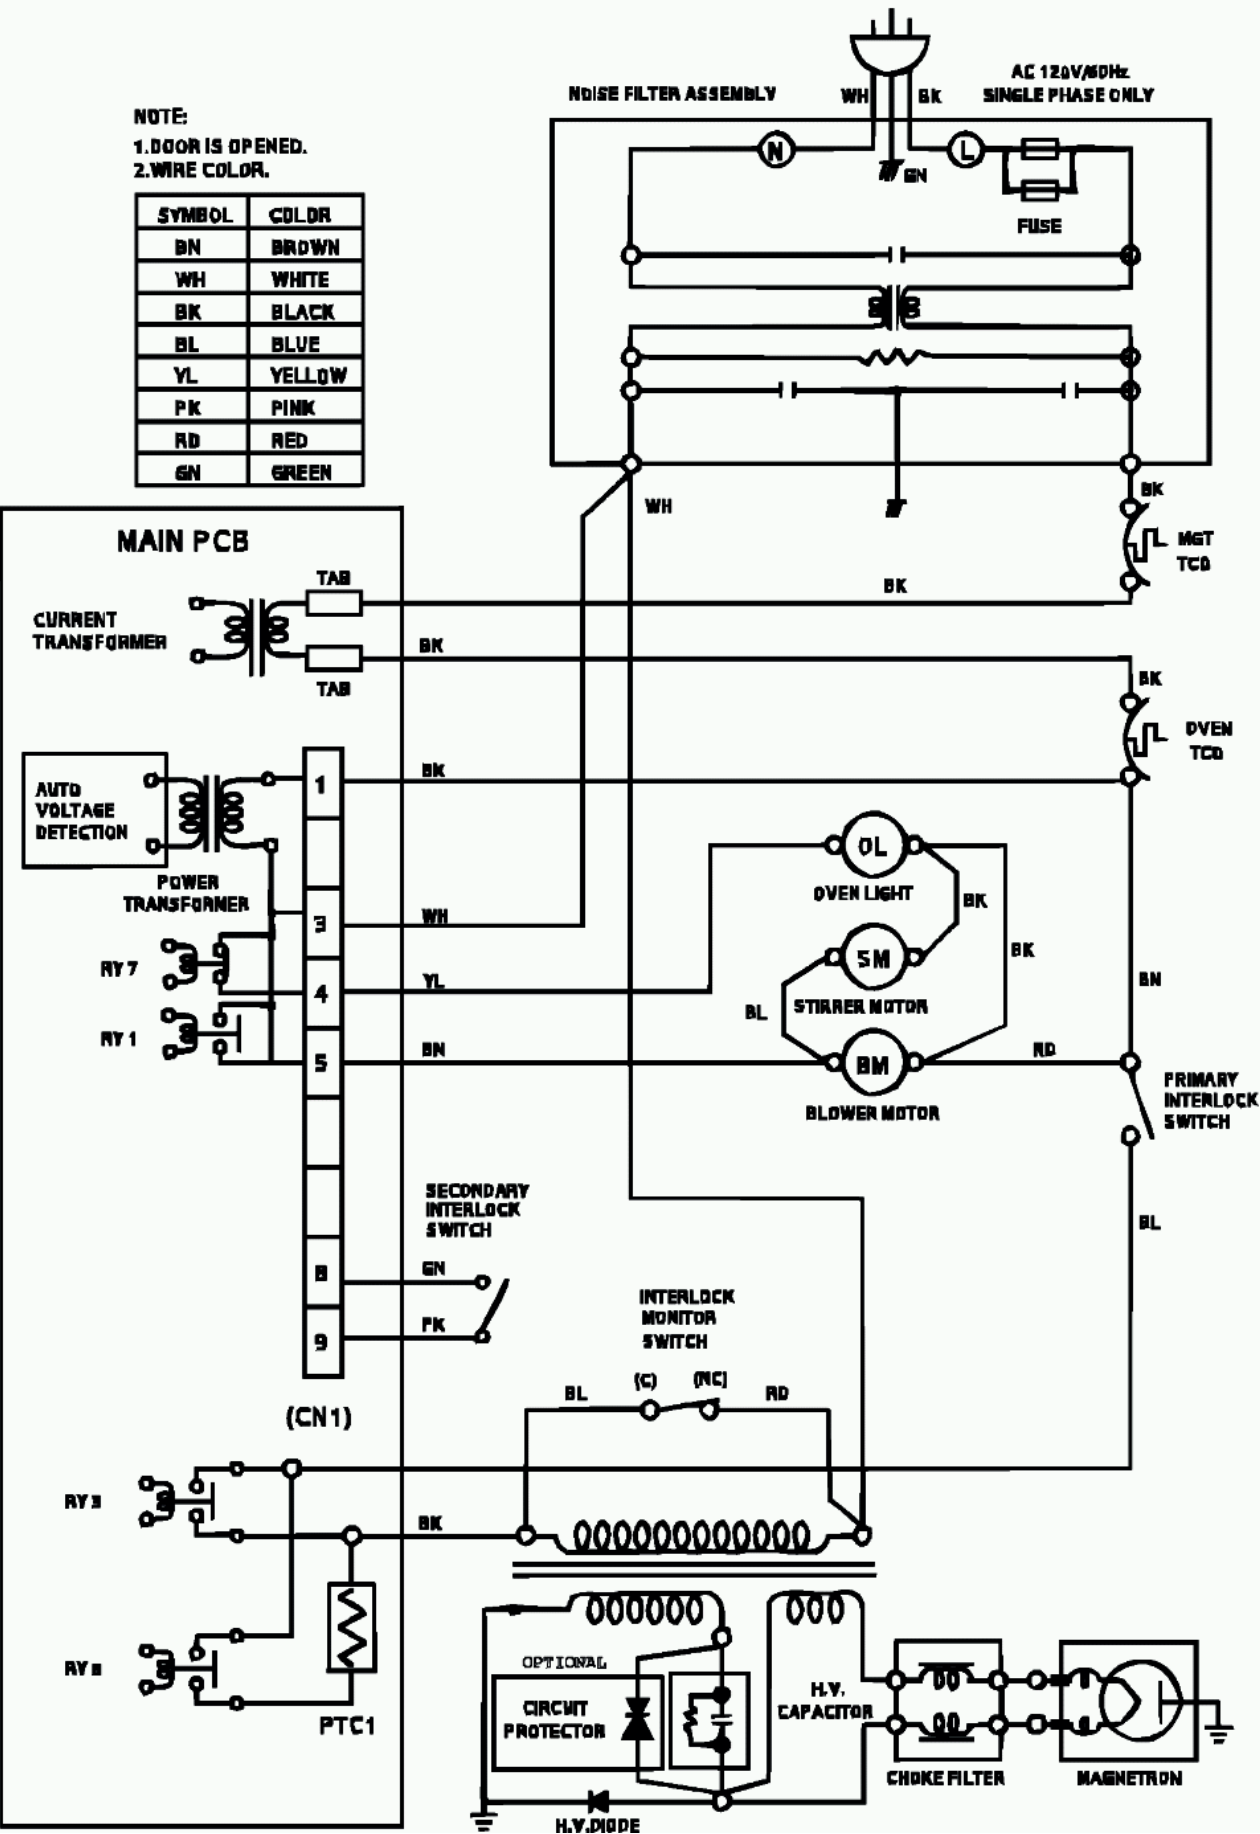 NOISE FILTER ASSEMBLY
WH
BK
AC 120V/60Hz
SINGLE PHASE ONLY
NOTE:
1.DOOR IS OPENED.
2.WIRE COLOR.
SYMBOL COLOR
BN BROWN
WH WHITE
BK BLACK
BL BLUE
YL YELLOW
PK PINK
RD RED
GN GREEN
N
L
GN
FUSE
WH
BK
MGT
TCO
MAIN PCB
CURRENT
TRANSFORMER
TAB
BK
TAB
BK
BK
OVEN
TCO
AUTO
VOLTAGE
DETECTION
POWER
TRANSFORMER
1
BK
3
WH
RY 7
4
YL
RY 1
5
BN
OL
OVEN LIGHT
BK
SM
STIRRER MOTOR
BK
BL
BM
BLOWER MOTOR
RD
BN
PRIMARY
INTERLOCK
SWITCH
BL
SECONDARY
INTERLOCK
SWITCH
8
GN
9
PK
(CN1)
INTERLOCK
MONITOR
SWITCH
BL
(C)
(NC)
RD
RY 3
BK
RY
PTC1
OPTIONAL
CIRCUIT
PROTECTOR
H.V.
CAPACITOR
H.V.DIODE
CHOKE FILTER
MAGNETRON